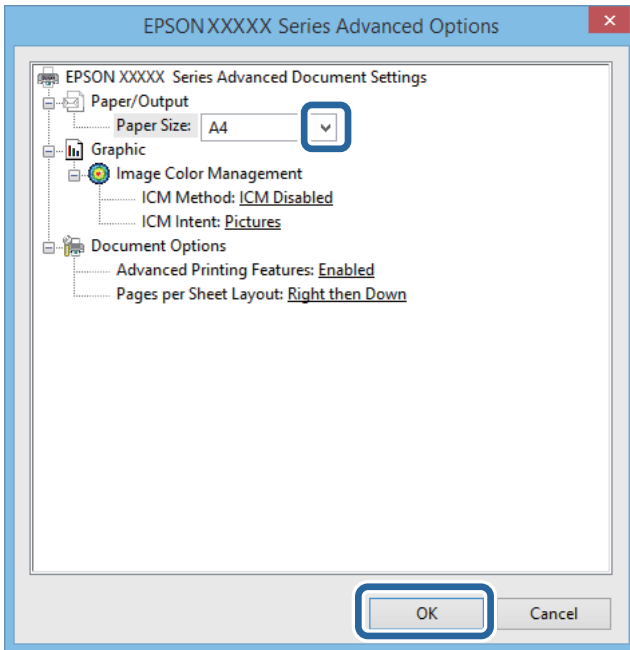 EPSON XXXXX Series Advanced Options
EPSON XXXXX Series Advanced Document Settings
Paper/Output
Paper Size: A4
Graphic
Image Color Management
ICM Method: ICM Disabled
ICM Intent: Pictures
Document Options
Advanced Printing Features: Enabled
Pages per Sheet Layout: Right then Down
OK Cancel